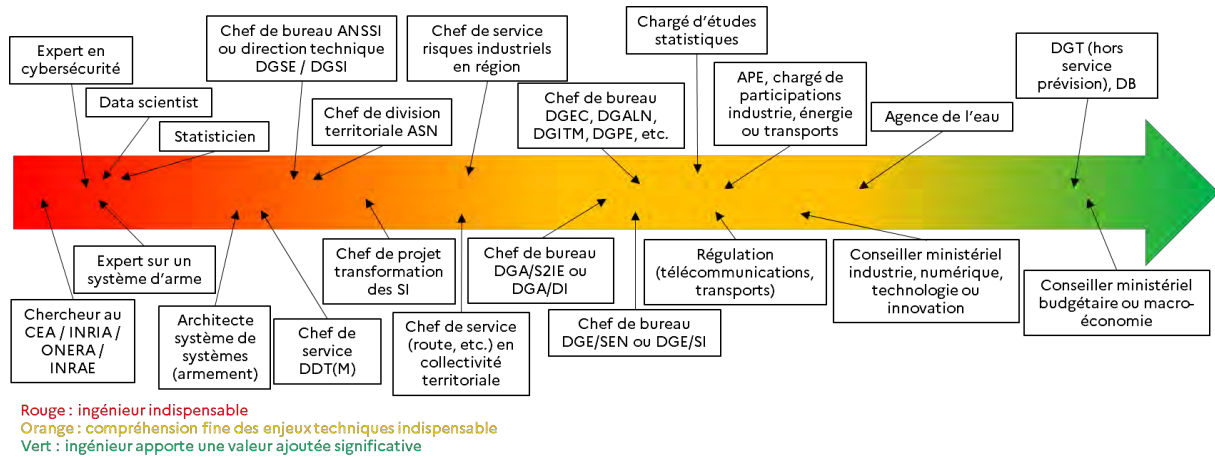 Expert en
cybersécurité
Data scientist
Statisticien
Chef de bureau ANSSI
ou direction technique
DGSE / DGSI
Chef de division
territoriale ASN
Chef de service
risques industriels
en région
Chef de bureau
DGEC, DGALN,
DGITM, DGPE, etc.
Chargé d’études
statistiques
APE, chargé de
participations
industrie, énergie
ou transports
Agence de l’eau
DGT (hors
service
prévision), DB
Chercheur au
CEA / INRIA /
ONERA /
INRAE
Expert sur un
système d’arme
Architecte
système de
systèmes
(armement)
Chef de
service
DDT(M)
Chef de projet
transformation
des SI
Chef de service
(route, etc.) en
collectivité
territoriale
Chef de bureau
DGA/S2IE ou
DGA/DI
Chef de bureau
DGE/SEN ou DGE/SI
Régulation
(télécommunications,
transports)
Conseiller ministériel
industrie, numérique,
technologie ou
innovation
Conseiller ministériel
budgétaire ou macro-
économie
Rouge : ingénieur indispensable
Orange : compréhension fine des enjeux techniques indispensable
Vert : ingénieur apporte une valeur ajoutée significative